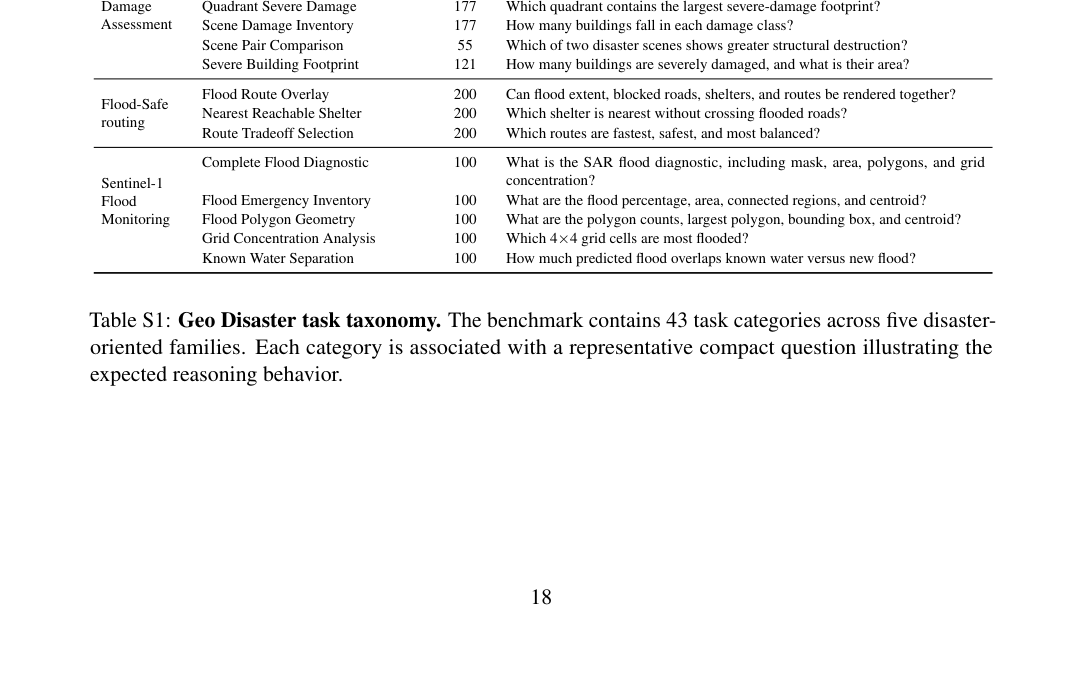 Damage Quadrant Severe Damage 177 Which quadrant contains the largest severe-damage footprint?
Assessment Scene Damage Inventory 177 How many buildings fall in each damage class?
Scene Pair Comparison 55 Which of two disaster scenes shows greater structural destruction?
Severe Building Footprint 121 How many buildings are severely damaged, and what is their area?
Flood-Safe Flood Route Overlay 200 Can flood extent, blocked roads, shelters, and routes be rendered together?
routing Nearest Reachable Shelter 200 Which shelter is nearest without crossing flooded roads?
Route Tradeoff Selection 200 Which routes are fastest, safest, and most balanced?
Complete Flood Diagnostic 100 What is the SAR flood diagnostic, including mask, area, polygons, and grid
Sentinel-1 concentration?
Flood Flood Emergency Inventory 100 What are the flood percentage, area, connected regions, and centroid?
Monitoring Flood Polygon Geometry 100 What are the polygon counts, largest polygon, bounding box, and centroid?
Grid Concentration Analysis 100 Which 4×4 grid cells are most flooded?
Known Water Separation 100 How much predicted flood overlaps known water versus new flood?
Table S1: Geo Disaster task taxonomy. The benchmark contains 43 task categories across five disaster-
oriented families. Each category is associated with a representative compact question illustrating the
expected reasoning behavior.
18